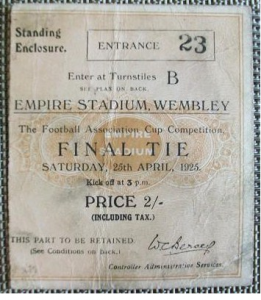 Standing
Enclosure.
ENTRANCE 23
Enter at Turnstiles B
SEE PLAN ON BACK.
EMPIRE STADIUM, WEMBLEY
The Football Association Cup Competition.
EMPIRE
FINAL TIE
STADIUM
SATURDAY, 25th APRIL, 1925.
Kick off at 3 p.m.
PRICE 2/-
(INCLUDING TAX.)
THIS PART TO BE RETAINED.
(See Conditions on back.)
Controller Administrative Services.